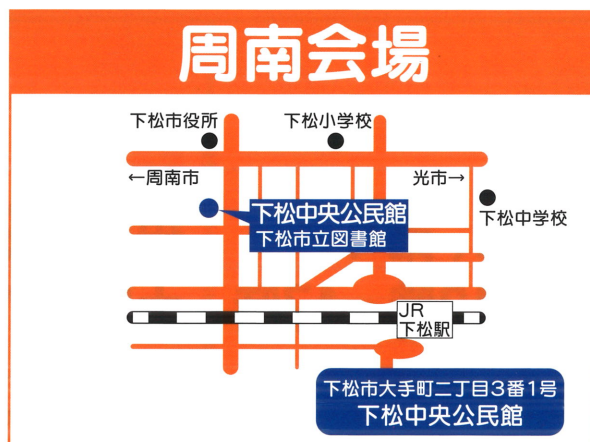 周南会場
下松市役所
下松小学校
←周南市
光市→
下松中学校
下松中央公民館
下松市立図書館
JR
下松駅
下松市大手町二丁目3番1号
下松中央公民館